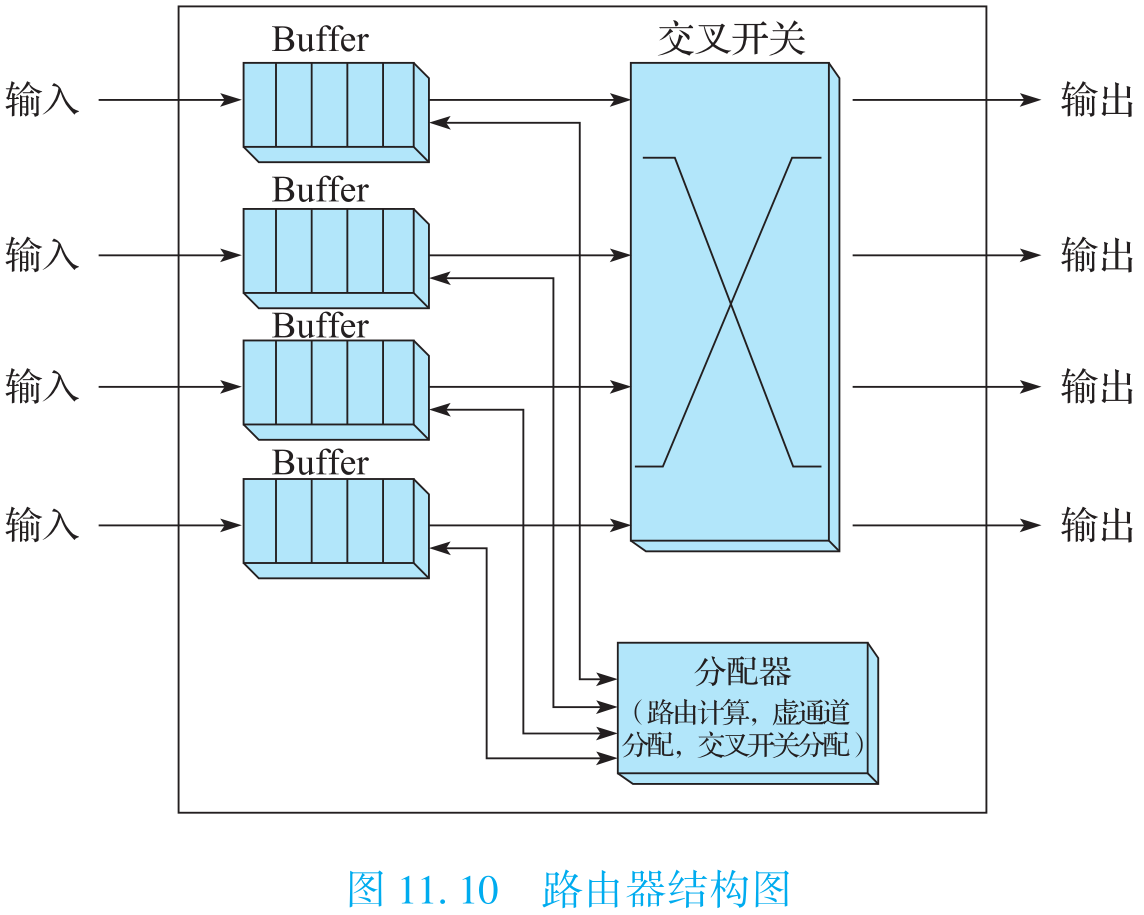 Buffer
交叉开关
输入
输出
Buffer
输入
输出
Buffer
输入
输出
Buffer
输入
输出
分配器
（路由计算，虚通道
分配，交叉开关分配）
图 11.10 路由器结构图